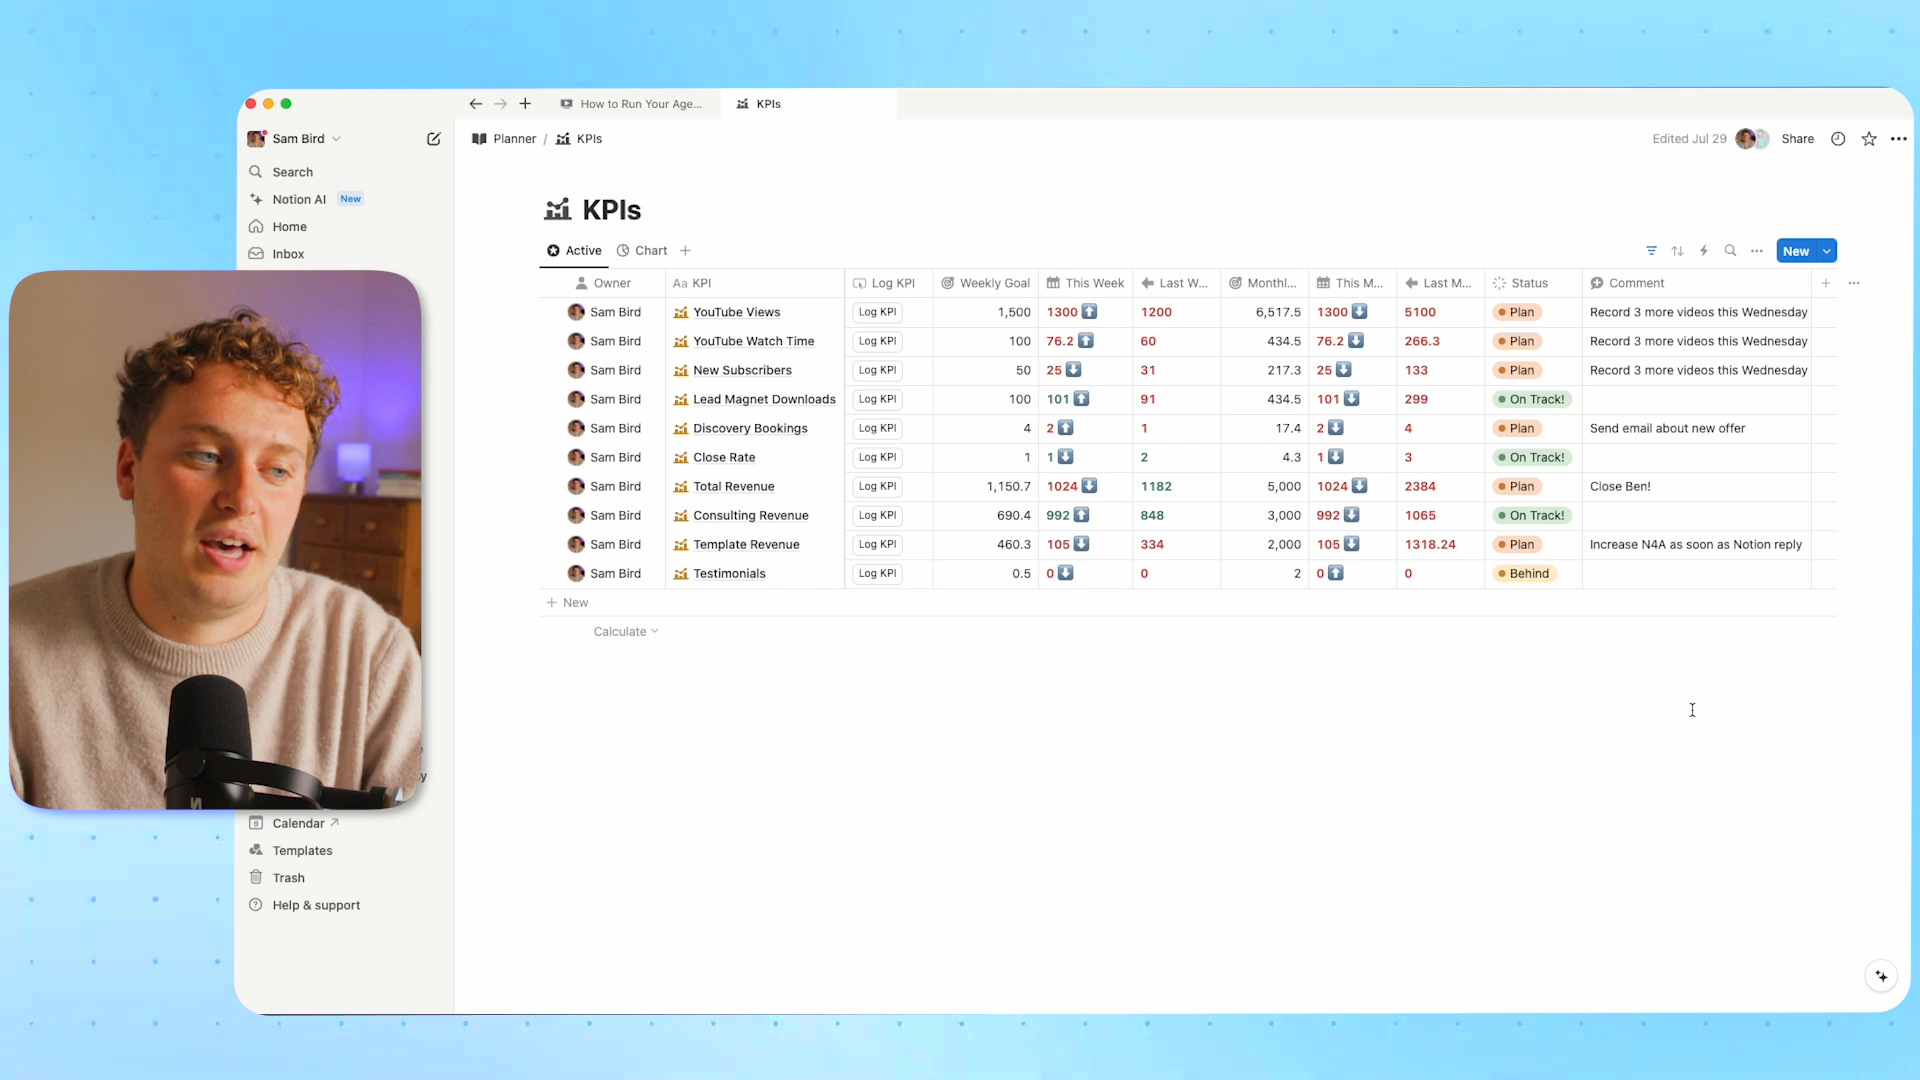 How to Run Your Age...
KPIs
Sam Bird
Planner / KPIs
Edited Jul 29
Share
Search
Notion AI New
Home
Inbox
KPIs
Active
Chart
New
Owner KPI Log KPI Weekly Goal This Week Last W... Monthl... This M... Last M... Status Comment
Sam Bird YouTube Views Log KPI 1,500 1300 1200 6,517.5 1300 5100 Plan Record 3 more videos this Wednesday
Sam Bird YouTube Watch Time Log KPI 100 76.2 60 434.5 76.2 266.3 Plan Record 3 more videos this Wednesday
Sam Bird New Subscribers Log KPI 50 25 31 217.3 25 133 Plan Record 3 more videos this Wednesday
Sam Bird Lead Magnet Downloads Log KPI 100 101 91 434.5 101 299 On Track!
Sam Bird Discovery Bookings Log KPI 4 2 1 17.4 2 4 Plan Send email about new offer
Sam Bird Close Rate Log KPI 1 1 2 4.3 1 3 On Track!
Sam Bird Total Revenue Log KPI 1,150.7 1024 1182 5,000 1024 2384 Plan Close Ben!
Sam Bird Consulting Revenue Log KPI 690.4 992 848 3,000 992 1065 On Track!
Sam Bird Template Revenue Log KPI 460.3 105 334 2,000 105 1318.24 Plan Increase N4A as soon as Notion reply
Sam Bird Testimonials Log KPI 0.5 0 0 2 0 0 Behind
New
Calculate
Calendar
Templates
Trash
Help & support